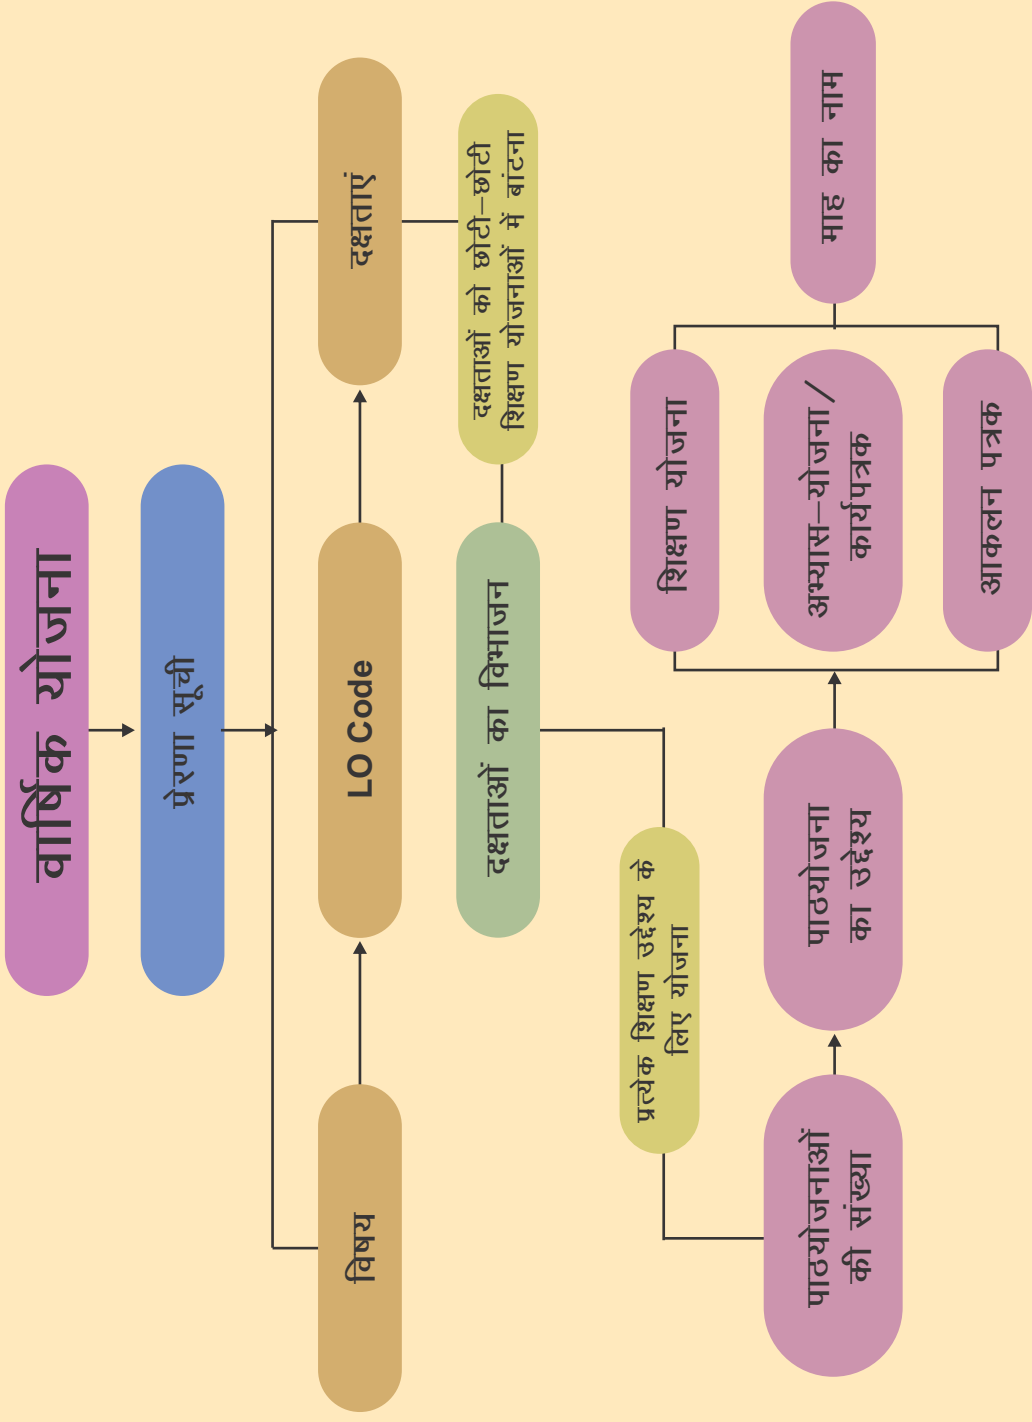 वार्षिक योजना
प्रेरणा सूची
विषय
LO Code
दक्षताएं
दक्षताओं का विभाजन
दक्षताओं को छोटी–छोटी
शिक्षण योजनाओं में बांटना
प्रत्येक शिक्षण उद्देश्य के
लिए योजना
पाठयोजनाओं
की संख्या
पाठयोजना
का उद्देश्य
शिक्षण योजना
अभ्यास–योजना/
कार्यपत्रक
आकलन पत्रक
माह का नाम